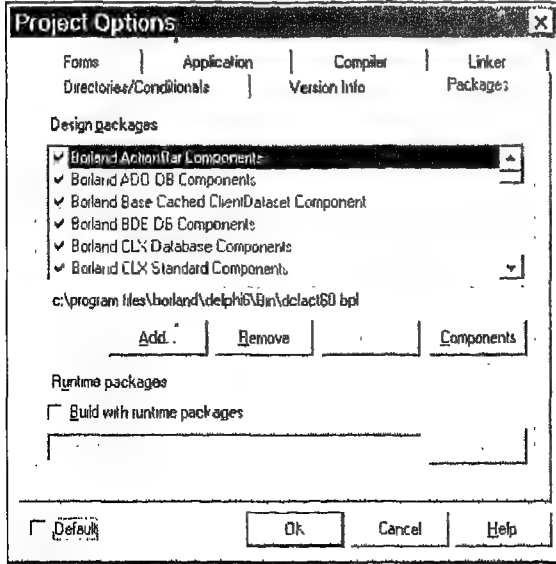 Project Options
Forms Application Compiler Linker
Directories/Conditionals Version Info Packages
Design packages
Borland ActionBar Components
Borland ADO DB Components
Borland Base Cached ClientDataset Component
Borland BDE DB Components
Borland CLX Database Components
Borland CLX Standard Components
c:\program files\borland\delphi6\Bin\dclact60 bpl
Add... Remove Components
Runtime packages
Build with runtime packages
Default OK Cancel Help